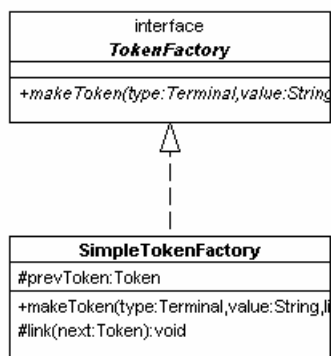 interface
TokenFactory
+makeToken(type:Terminal,value:String
SimpleTokenFactory
#prevToken:Token
+makeToken(type:Terminal,value:String,li
#link(next:Token):void